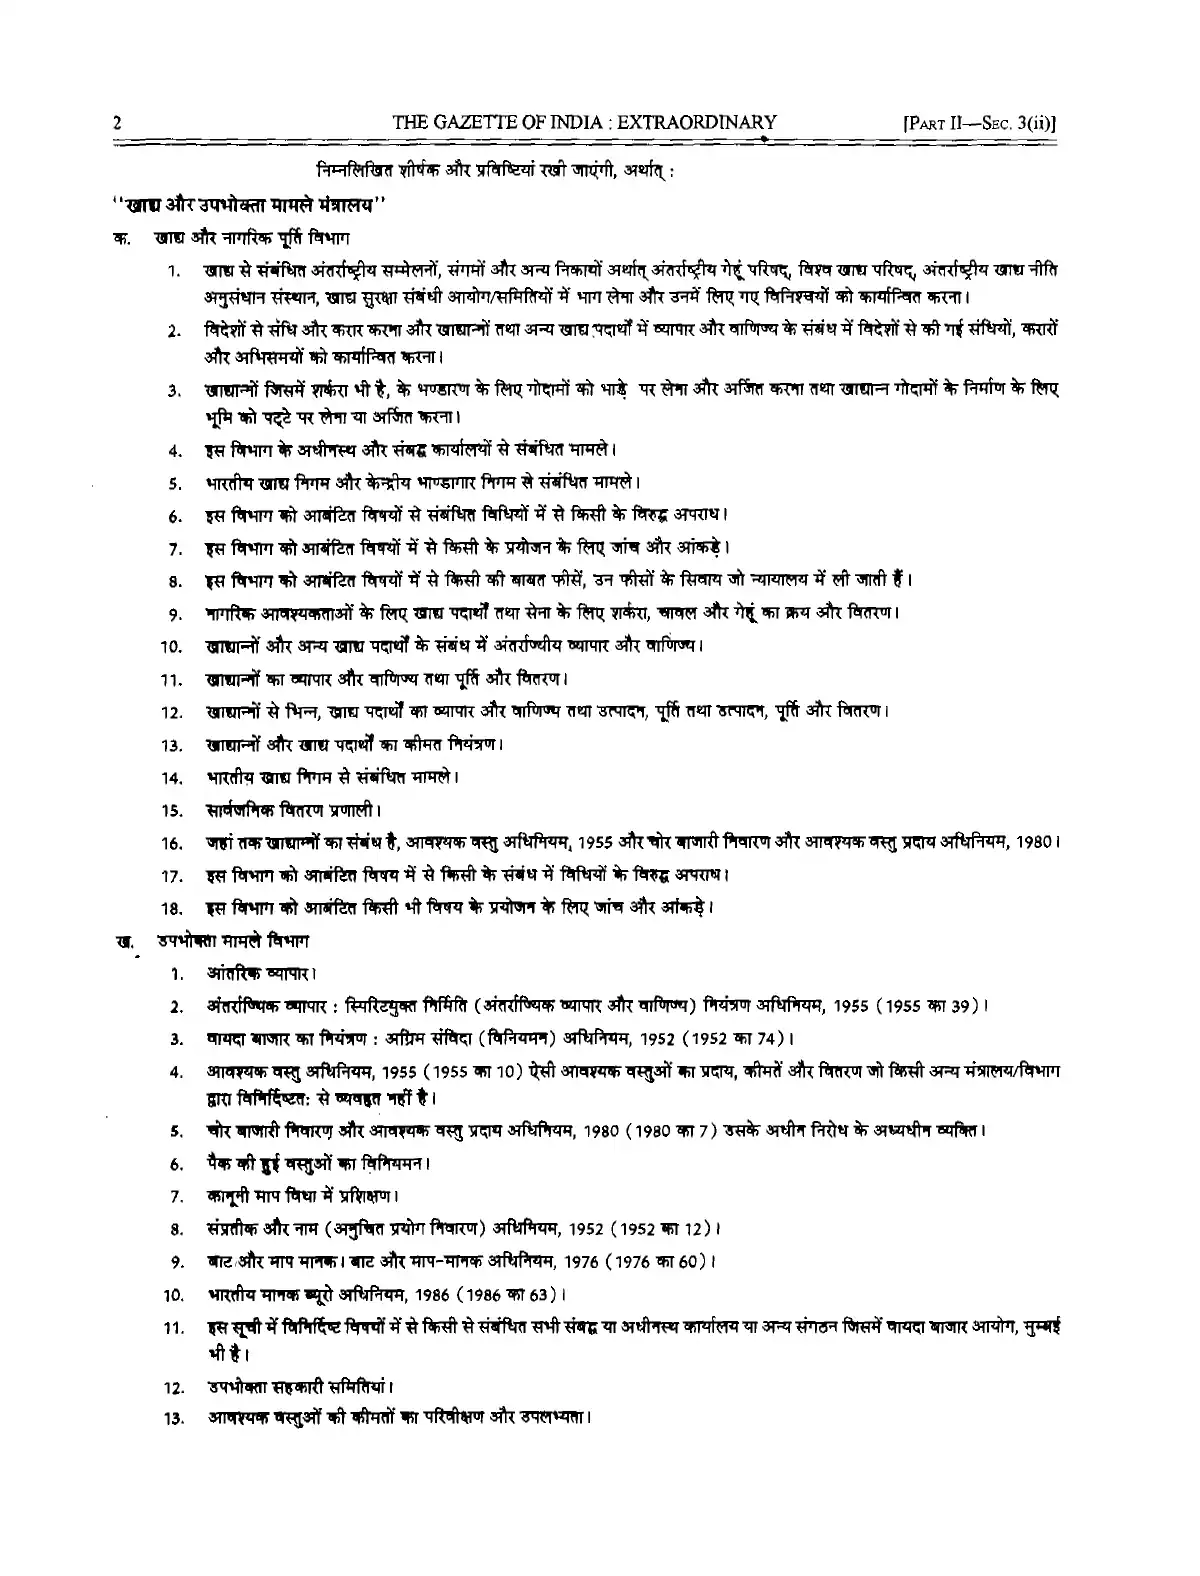 2 THE GAZETTE OF INDIA : EXTRAORDINARY [PART II—SEC. 3(ii)]
निम्नलिखित शीर्षक और प्रविष्टियां रखी जाएंगी, अर्थात् :
''खाद्य और उपभोक्ता मामले मंत्रालय''
क. खाद्य और नागरिक पूर्ति विभाग
1. खाद्य से संबंधित अंतर्राष्ट्रीय सम्मेलनों, संगमों और अन्य निकायों अर्थात् अंतर्राष्ट्रीय गेहूं परिषद्, विश्व खाद्य परिषद्, अंतर्राष्ट्रीय खाद्य नीति
अनुसंधान संस्थान, खाद्य सुरक्षा संबंधी आयोग/समितियों में भाग लेना और उनमें लिए गए विनिश्चयों को कार्यान्वित करना।
2. विदेशों से संधि और करार करना और खाद्यान्नों तथा अन्य खाद्य पदार्थों में व्यापार और वाणिज्य के संबंध में विदेशों से की गई संधियों, करारों
और अभिसमयों को कार्यान्वित करना।
3. खाद्यान्नों जिसमें शर्करा भी है, के भण्डारण के लिए गोदामों को भाड़े पर लेना और अर्जित करना तथा खाद्यान्न गोदामों के निर्माण के लिए
भूमि को पट्टे पर लेना या अर्जित करना।
4. इस विभाग के अधीनस्थ और संबद्ध कार्यालयों से संबंधित मामले।
5. भारतीय खाद्य निगम और केन्द्रीय भाण्डागार निगम से संबंधित मामले।
6. इस विभाग को आबंटित विषयों से संबंधित विधियों में से किसी के विरुद्ध अपराध।
7. इस विभाग को आबंटित विषयों में से किसी के प्रयोजन के लिए जांच और आंकड़े।
8. इस विभाग को आबंटित विषयों में से किसी की बाबत फीसें, उन फीसों के सिवाय जो न्यायालय में ली जाती हैं।
9. नागरिक आवश्यकताओं के लिए खाद्य पदार्थों तथा सेना के लिए शर्करा, चावल और गेहूं का क्रय और वितरण।
10. खाद्यान्नों और अन्य खाद्य पदार्थों के संबंध में अंतर्राज्यीय व्यापार और वाणिज्य।
11. खाद्यान्नों का व्यापार और वाणिज्य तथा पूर्ति और वितरण।
12. खाद्यान्नों से भिन्न, खाद्य पदार्थों का व्यापार और वाणिज्य तथा उत्पादन, पूर्ति तथा उत्पादन, पूर्ति और वितरण।
13. खाद्यान्नों और खाद्य पदार्थों का कीमत नियंत्रण।
14. भारतीय खाद्य निगम से संबंधित मामले।
15. सार्वजनिक वितरण प्रणाली।
16. जहां तक खाद्यान्नों का संबंध है, आवश्यक वस्तु अधिनियम, 1955 और चोर बाजारी निवारण और आवश्यक वस्तु प्रदाय अधिनियम, 1980।
17. इस विभाग को आबंटित विषय में से किसी के संबंध में विधियों के विरुद्ध अपराध।
18. इस विभाग को आबंटित किसी भी विषय के प्रयोजन के लिए जांच और आंकड़े।
ख. उपभोक्ता मामले विभाग
1. आंतरिक व्यापार।
2. अंतर्राज्यिक व्यापार : स्पिरिटयुक्त निर्मिति (अंतर्राज्यिक व्यापार और वाणिज्य) नियंत्रण अधिनियम, 1955 (1955 का 39)।
3. वायदा बाजार का नियंत्रण : अग्रिम संविदा (विनियमन) अधिनियम, 1952 (1952 का 74)।
4. आवश्यक वस्तु अधिनियम, 1955 (1955 का 10) ऐसी आवश्यक वस्तुओं का प्रदाय, कीमतें और वितरण जो किसी अन्य मंत्रालय/विभाग
द्वारा विनिर्दिष्टत: से व्यवहृत नहीं है।
5. चोर बाजारी निवारण और आवश्यक वस्तु प्रदाय अधिनियम, 1980 (1980 का 7) उसके अधीन निरोध के अध्यधीन व्यक्ति।
6. पैक की हुई वस्तुओं का विनियमन।
7. कानूनी माप विधा में प्रशिक्षण।
8. संप्रतीक और नाम (अनुचित प्रयोग निवारण) अधिनियम, 1952 (1952 का 12)।
9. बाट और माप मानक। बाट और माप-मानक अधिनियम, 1976 (1976 का 60)।
10. भारतीय मानक ब्यूरो अधिनियम, 1986 (1986 का 63)।
11. इस सूची में विनिर्दिष्ट विषयों में से किसी से संबंधित सभी संबद्ध या अधीनस्थ कार्यालय या अन्य संगठन जिसमें वायदा बाजार आयोग, मुम्बई
भी है।
12. उपभोक्ता सहकारी समितियां।
13. आवश्यक वस्तुओं की कीमतों का परिवीक्षण और उपलभ्यता।